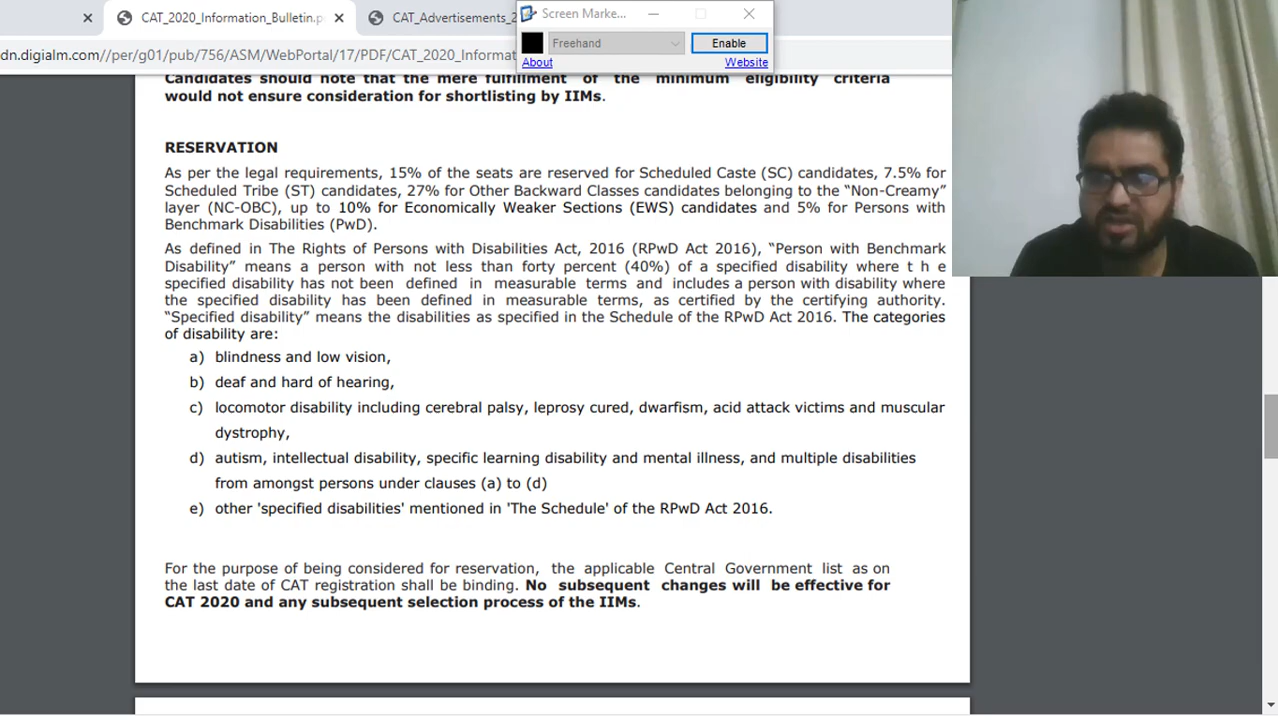 CAT_2020_Information_Bulletin.p
CAT_Advertisements_2
Screen Marke...
dn.digialm.com//per/g01/pub/756/ASM/WebPortal/17/PDF/CAT_2020_Informat
Freehand
Enable
About
Website
Candidates should note that the mere fulfillment of the minimum eligibility criteria
would not ensure consideration for shortlisting by IIMs.
RESERVATION
As per the legal requirements, 15% of the seats are reserved for Scheduled Caste (SC) candidates, 7.5% for
Scheduled Tribe (ST) candidates, 27% for Other Backward Classes candidates belonging to the “Non-Creamy”
layer (NC-OBC), up to 10% for Economically Weaker Sections (EWS) candidates and 5% for Persons with
Benchmark Disabilities (PwD).
As defined in The Rights of Persons with Disabilities Act, 2016 (RPwD Act 2016), “Person with Benchmark
Disability” means a person with not less than forty percent (40%) of a specified disability where t h e
specified disability has not been defined in measurable terms and includes a person with disability where
the specified disability has been defined in measurable terms, as certified by the certifying authority.
“Specified disability” means the disabilities as specified in the Schedule of the RPwD Act 2016. The categories
of disability are:
a) blindness and low vision,
b) deaf and hard of hearing,
c) locomotor disability including cerebral palsy, leprosy cured, dwarfism, acid attack victims and muscular
dystrophy,
d) autism, intellectual disability, specific learning disability and mental illness, and multiple disabilities
from amongst persons under clauses (a) to (d)
e) other 'specified disabilities' mentioned in 'The Schedule' of the RPwD Act 2016.
For the purpose of being considered for reservation, the applicable Central Government list as on
the last date of CAT registration shall be binding. No subsequent changes will be effective for
CAT 2020 and any subsequent selection process of the IIMs.